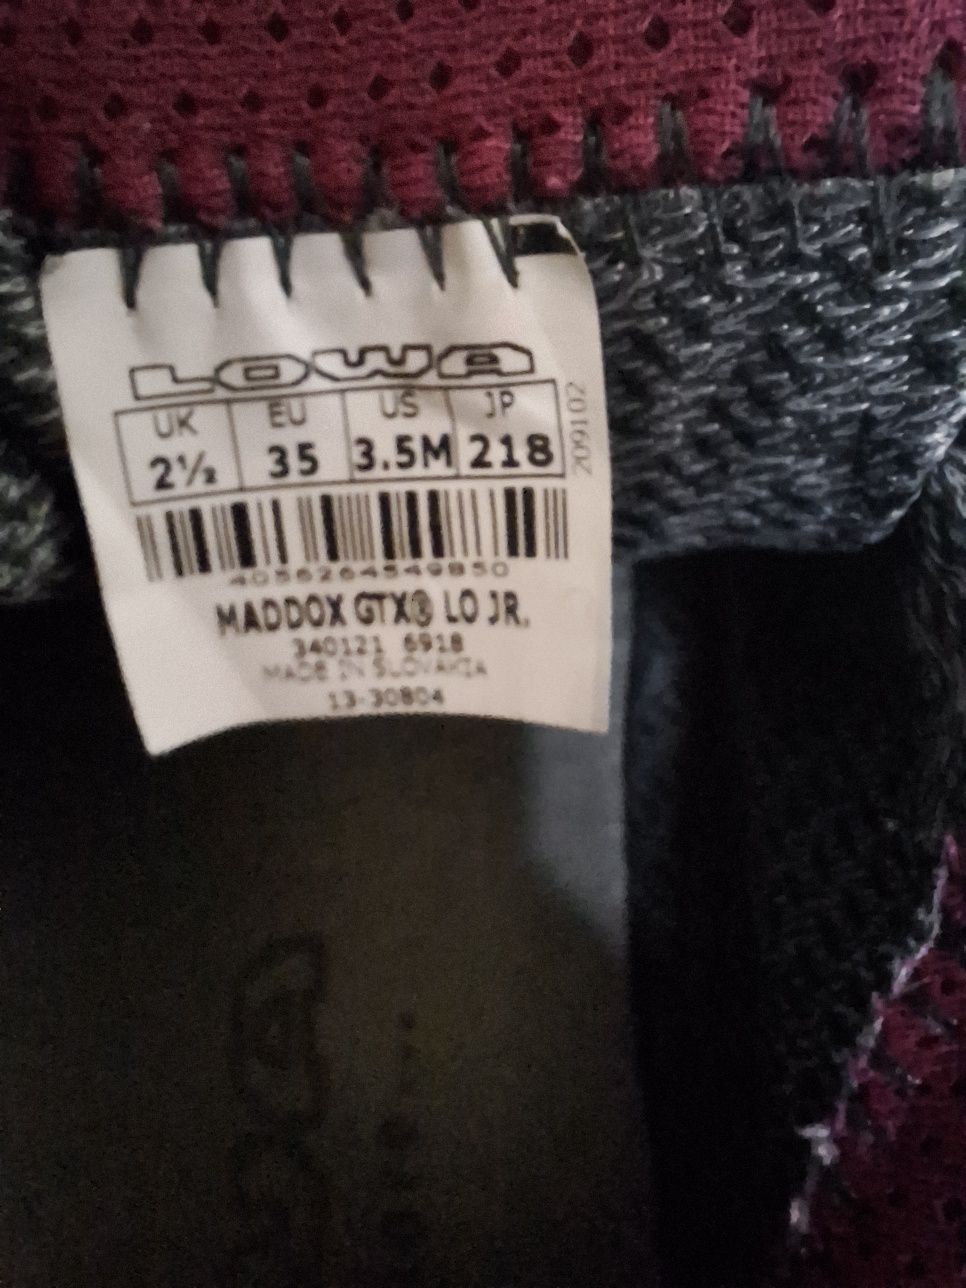 LOWA
UK EU US JP
2½ 35 3.5M 218
209102
4056264549850
MADDOX GTX® LO JR.
340121 6918
MADE IN SLOVAKIA
13-30804